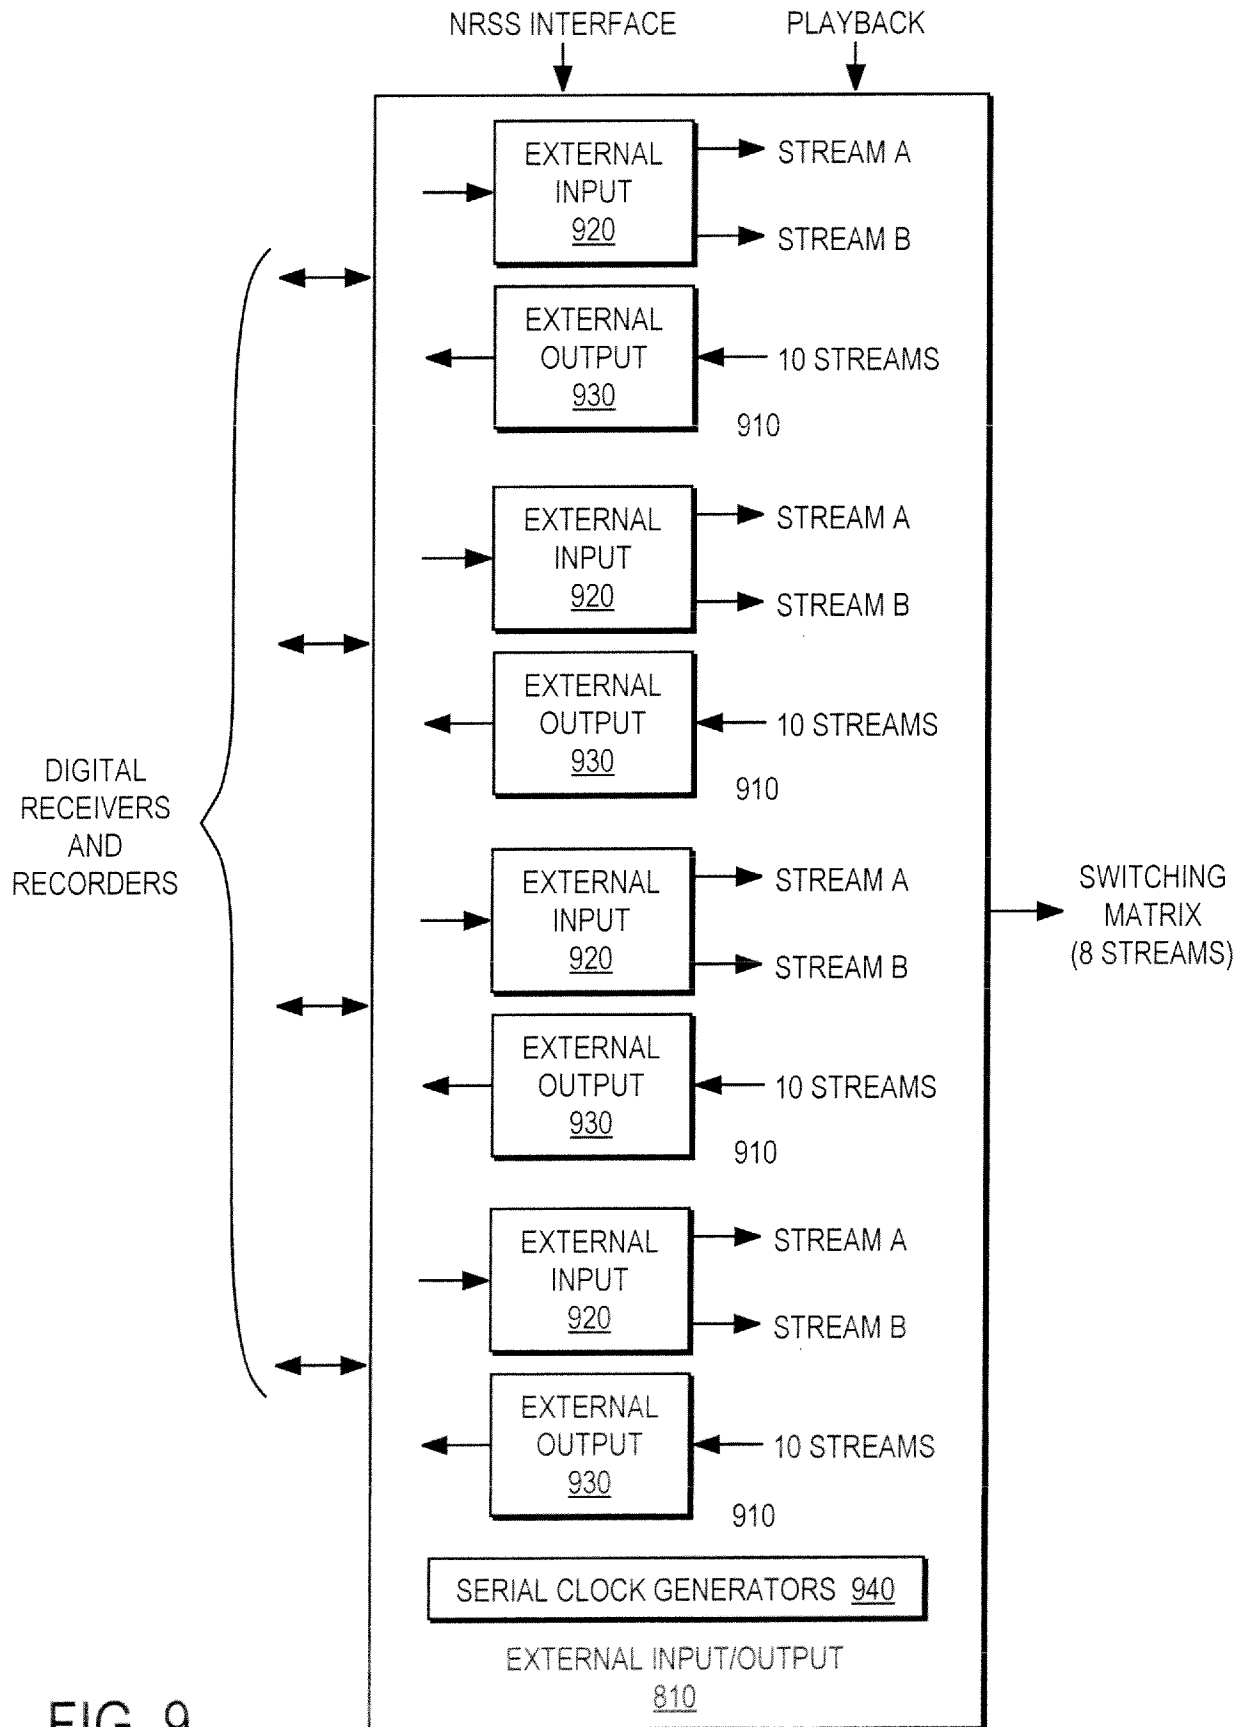 NRSS INTERFACE
PLAYBACK
EXTERNAL
INPUT
920
STREAM A
STREAM B
EXTERNAL
OUTPUT
930
10 STREAMS
910
EXTERNAL
INPUT
920
STREAM A
STREAM B
EXTERNAL
OUTPUT
930
10 STREAMS
910
DIGITAL
RECEIVERS
AND
RECORDERS
EXTERNAL
INPUT
920
STREAM A
STREAM B
SWITCHING
MATRIX
(8 STREAMS)
EXTERNAL
OUTPUT
930
10 STREAMS
910
EXTERNAL
INPUT
920
STREAM A
STREAM B
EXTERNAL
OUTPUT
930
10 STREAMS
910
SERIAL CLOCK GENERATORS 940
EXTERNAL INPUT/OUTPUT
810
FIG. 9